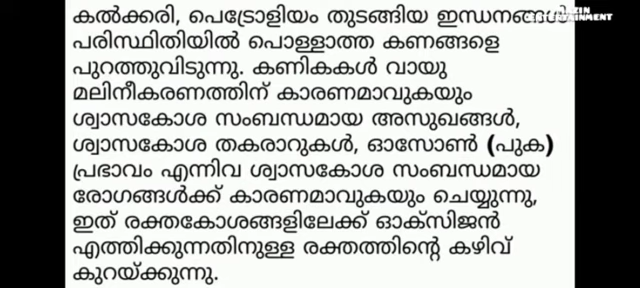 കൽക്കരി, പെട്രോളിയം തുടങ്ങിയ ഇന്ധനങ്ങൾ
പരിസ്ഥിതിയിൽ പൊള്ളാത്ത കണങ്ങളെ
പുറത്തുവിടുന്നു. കണികകൾ വായു
മലിനീകരണത്തിന് കാരണമാവുകയും
ശ്വാസകോശ സംബന്ധമായ അസുഖങ്ങൾ,
ശ്വാസകോശ തകരാറുകൾ, ഓസോൺ (പുക)
പ്രഭാവം എന്നിവ ശ്വാസകോശ സംബന്ധമായ
രോഗങ്ങൾക്ക് കാരണമാവുകയും ചെയ്യുന്നു,
ഇത് രക്തകോശങ്ങളിലേക്ക് ഓക്സിജൻ
എത്തിക്കുന്നതിനുള്ള രക്തത്തിന്റെ കഴിവ്
കുറയ്ക്കുന്നു.
ENTERTAINMENT